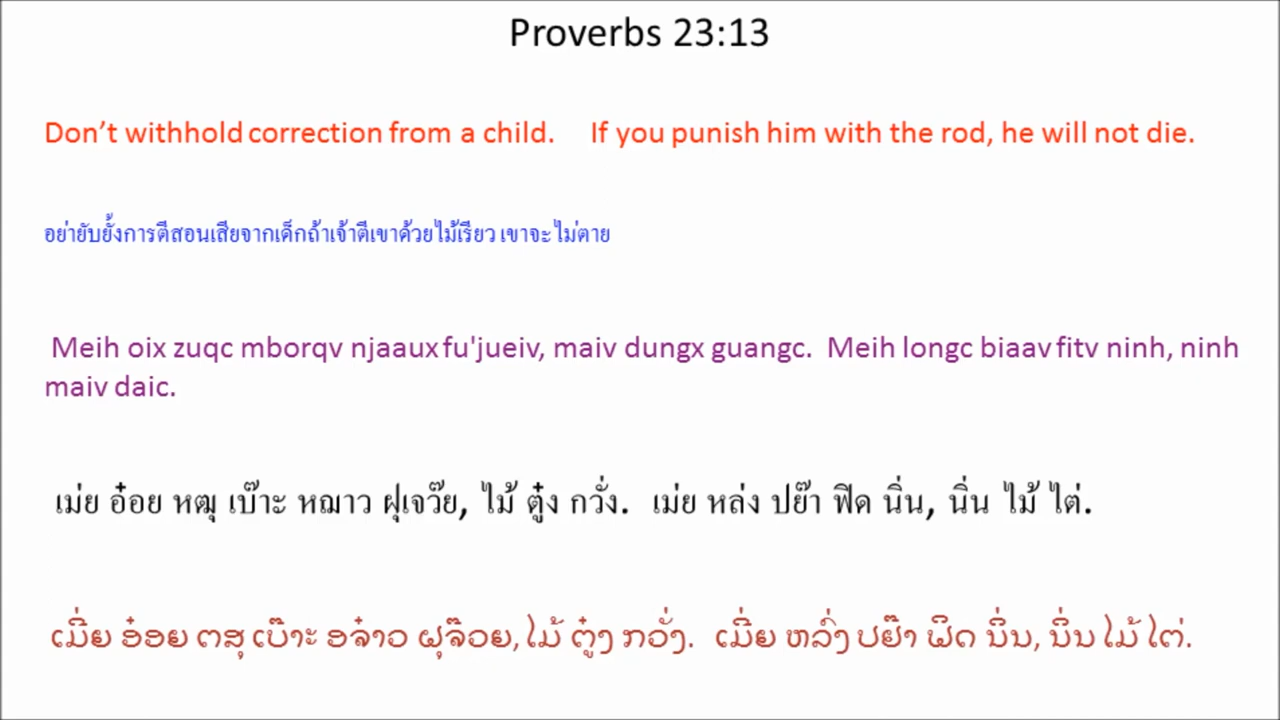 Proverbs 23:13
Don’t withhold correction from a child. If you punish him with the rod, he will not die.
อย่ายับยั้งการตีสอนเสียจากเด็กถ้าเจ้าตีเขาด้วยไม้เรียว เขาจะไม่ตาย
Meih oix zuqc mborqv njaaux fu'jueiv, maiv dungx guangc. Meih longc biaav fitv ninh, ninh
maiv daic.
เม่ย อ๋อย หฒุ เบ๊าะ หฌาว ฝุเจว๊ย, ไม้ ตู๋ง กวั่ง. เม่ย หล่ง ปย๊า ฟิด นิ่น, นิ่น ไม้ ไต่.
ເມີ່ຍ ອ໋ອຍ ຕສຸ ເບ໊າະ ອຈ໋າວ ຝຸຈ໊ວຍ, ໄມ້ ຕູ໋ງ ກວັ່ງ. ເມີ່ຍ ຫລົ່ງ ປຢ໊າ ຟິດ ນິ່ນ, ນິ່ນ ໄມ້ ໄຕ່.